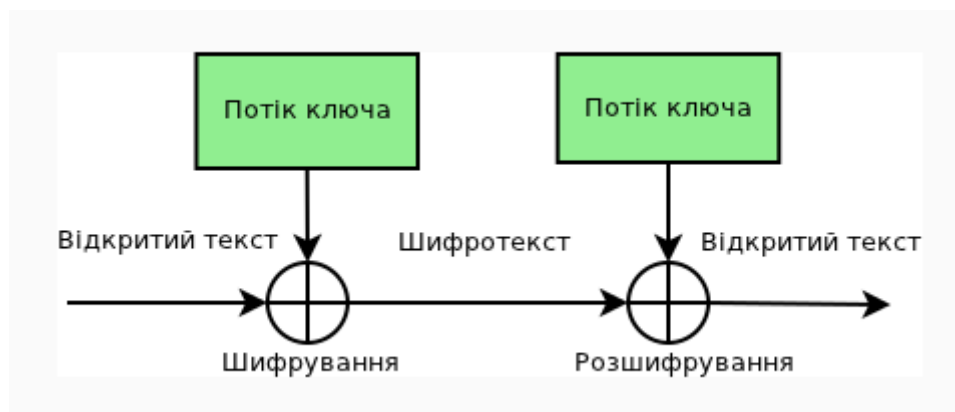 Потік ключа
Потік ключа
Відкритий текст
Шифротекст
Відкритий текст
Шифрування
Розшифрування